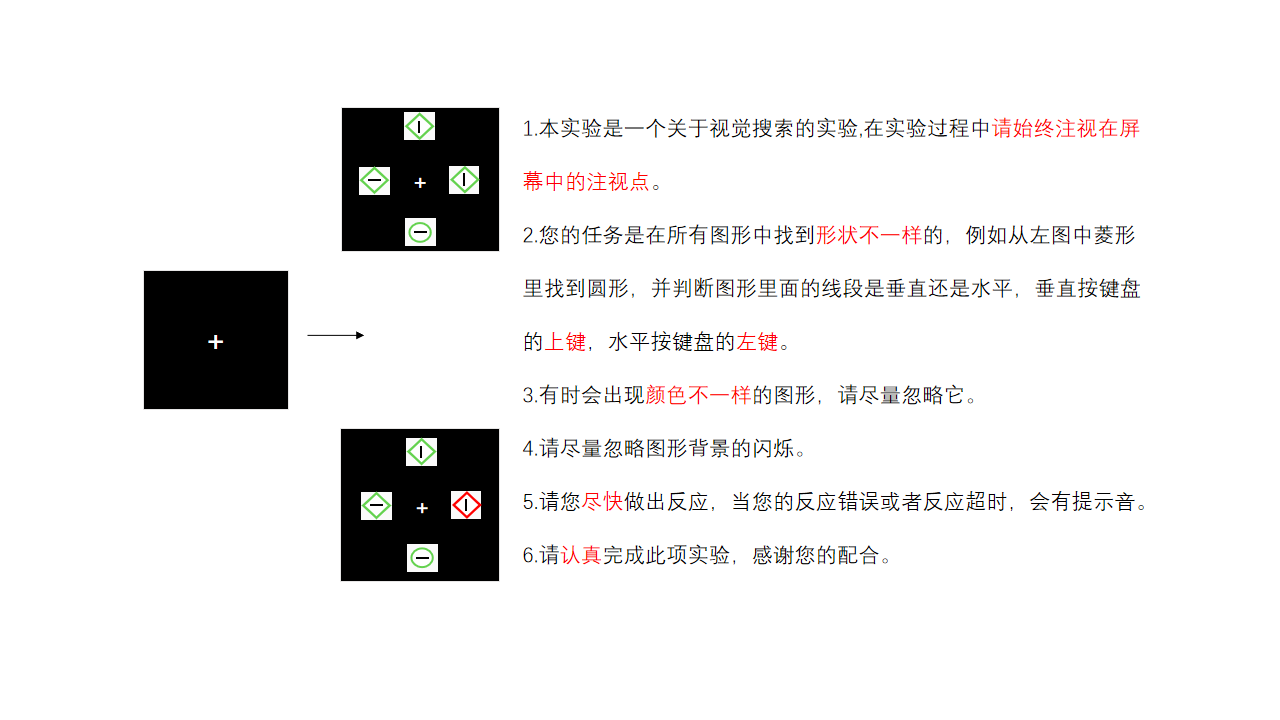 1.本实验是一个关于视觉搜索的实验,在实验过程中请始终注视在屏
幕中的注视点。
2.您的任务是在所有图形中找到形状不一样的，例如从左图中菱形
里找到圆形，并判断图形里面的线段是垂直还是水平，垂直按键盘
的上键，水平按键盘的左键。
3.有时会出现颜色不一样的图形，请尽量忽略它。
4.请尽量忽略图形背景的闪烁。
5.请您尽快做出反应，当您的反应错误或者反应超时，会有提示音。
6.请认真完成此项实验，感谢您的配合。